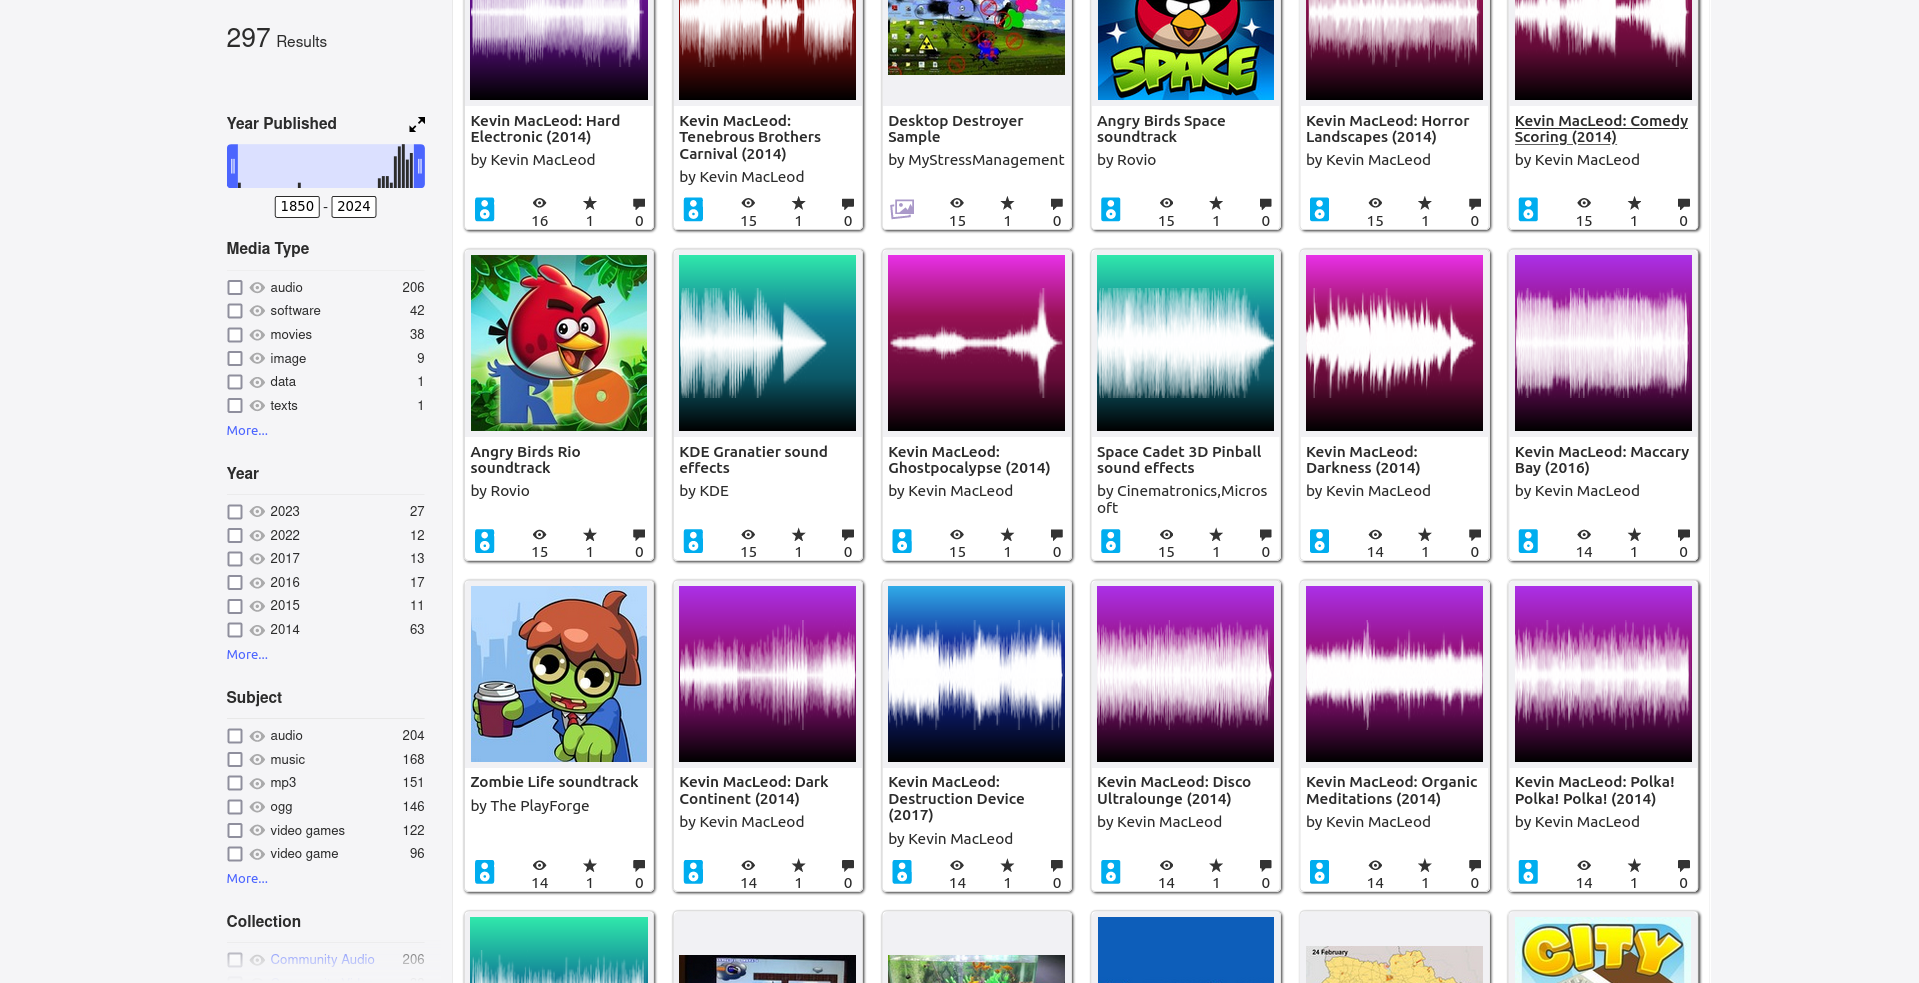 297 Results
Year Published
1850 - 2024
Media Type
audio 206
software 42
movies 38
image 9
data 1
texts 1
More...
Year
2023 27
2022 12
2017 13
2016 17
2015 11
2014 63
More...
Subject
audio 204
music 168
mp3 151
ogg 146
video games 122
video game 96
More...
Collection
Community Audio 206
SPACE
Kevin MacLeod: Hard
Electronic (2014)
by Kevin MacLeod
16 1 0
Kevin MacLeod:
Tenebrous Brothers
Carnival (2014)
by Kevin MacLeod
15 1 0
Desktop Destroyer
Sample
by MyStressManagement
15 1 0
Angry Birds Space
soundtrack
by Rovio
15 1 0
Kevin MacLeod: Horror
Landscapes (2014)
by Kevin MacLeod
15 1 0
Kevin MacLeod: Comedy
Scoring (2014)
by Kevin MacLeod
15 1 0
RIO
Angry Birds Rio
soundtrack
by Rovio
15 1 0
KDE Granatier sound
effects
by KDE
15 1 0
Kevin MacLeod:
Ghostpocalypse (2014)
by Kevin MacLeod
15 1 0
Space Cadet 3D Pinball
sound effects
by Cinematronics,Micros
oft
15 1 0
Kevin MacLeod:
Darkness (2014)
by Kevin MacLeod
14 1 0
Kevin MacLeod: Maccary
Bay (2016)
by Kevin MacLeod
14 1 0
Zombie Life soundtrack
by The PlayForge
14 1 0
Kevin MacLeod: Dark
Continent (2014)
by Kevin MacLeod
14 1 0
Kevin MacLeod:
Destruction Device
(2017)
by Kevin MacLeod
14 1 0
Kevin MacLeod: Disco
Ultralounge (2014)
by Kevin MacLeod
14 1 0
Kevin MacLeod: Organic
Meditations (2014)
by Kevin MacLeod
14 1 0
Kevin MacLeod: Polka!
Polka! Polka! (2014)
by Kevin MacLeod
14 1 0
24 February
CITY